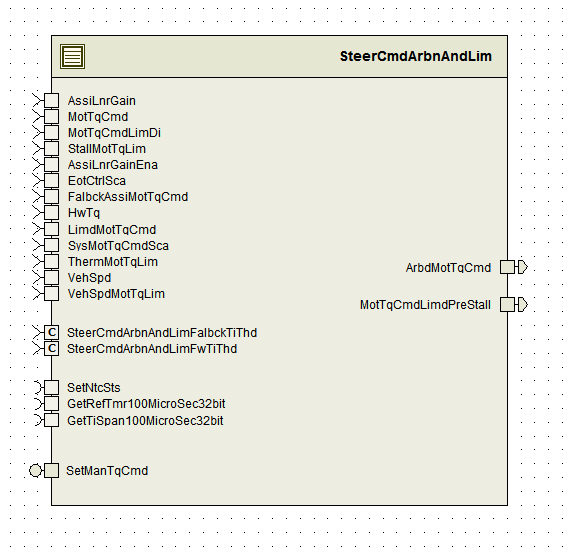 SteerCmdArbnAndLim
AssiLnrGain
MotTqCmd
MotTqCmdLimDi
StallMotTqLim
AssiLnrGainEna
EotCtrlSca
FalbckAssiMotTqCmd
HwTq
LimdMotTqCmd
SysMotTqCmdSca
ThermMotTqLim
VehSpd
VehSpdMotTqLim
ArbdMotTqCmd
MotTqCmdLimdPreStall
C SteerCmdArbnAndLimFalbckTiThd
C SteerCmdArbnAndLimFwTiThd
SetNtcSts
GetRefTmr100MicroSec32bit
GetTiSpan100MicroSec32bit
SetManTqCmd